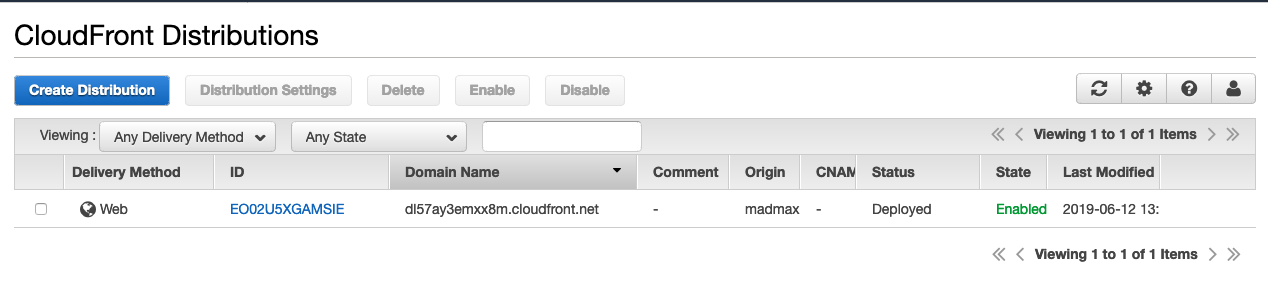 CloudFront Distributions
Create Distribution Distribution Settings Delete Enable Disable
Viewing : Any Delivery Method Any State Viewing 1 to 1 of 1 Items
Delivery Method ID Domain Name Comment Origin CNAM Status State Last Modified
Web EO02U5XGAMSIE dl57ay3emxx8m.cloudfront.net - madmax - Deployed Enabled 2019-06-12 13:
Viewing 1 to 1 of 1 Items